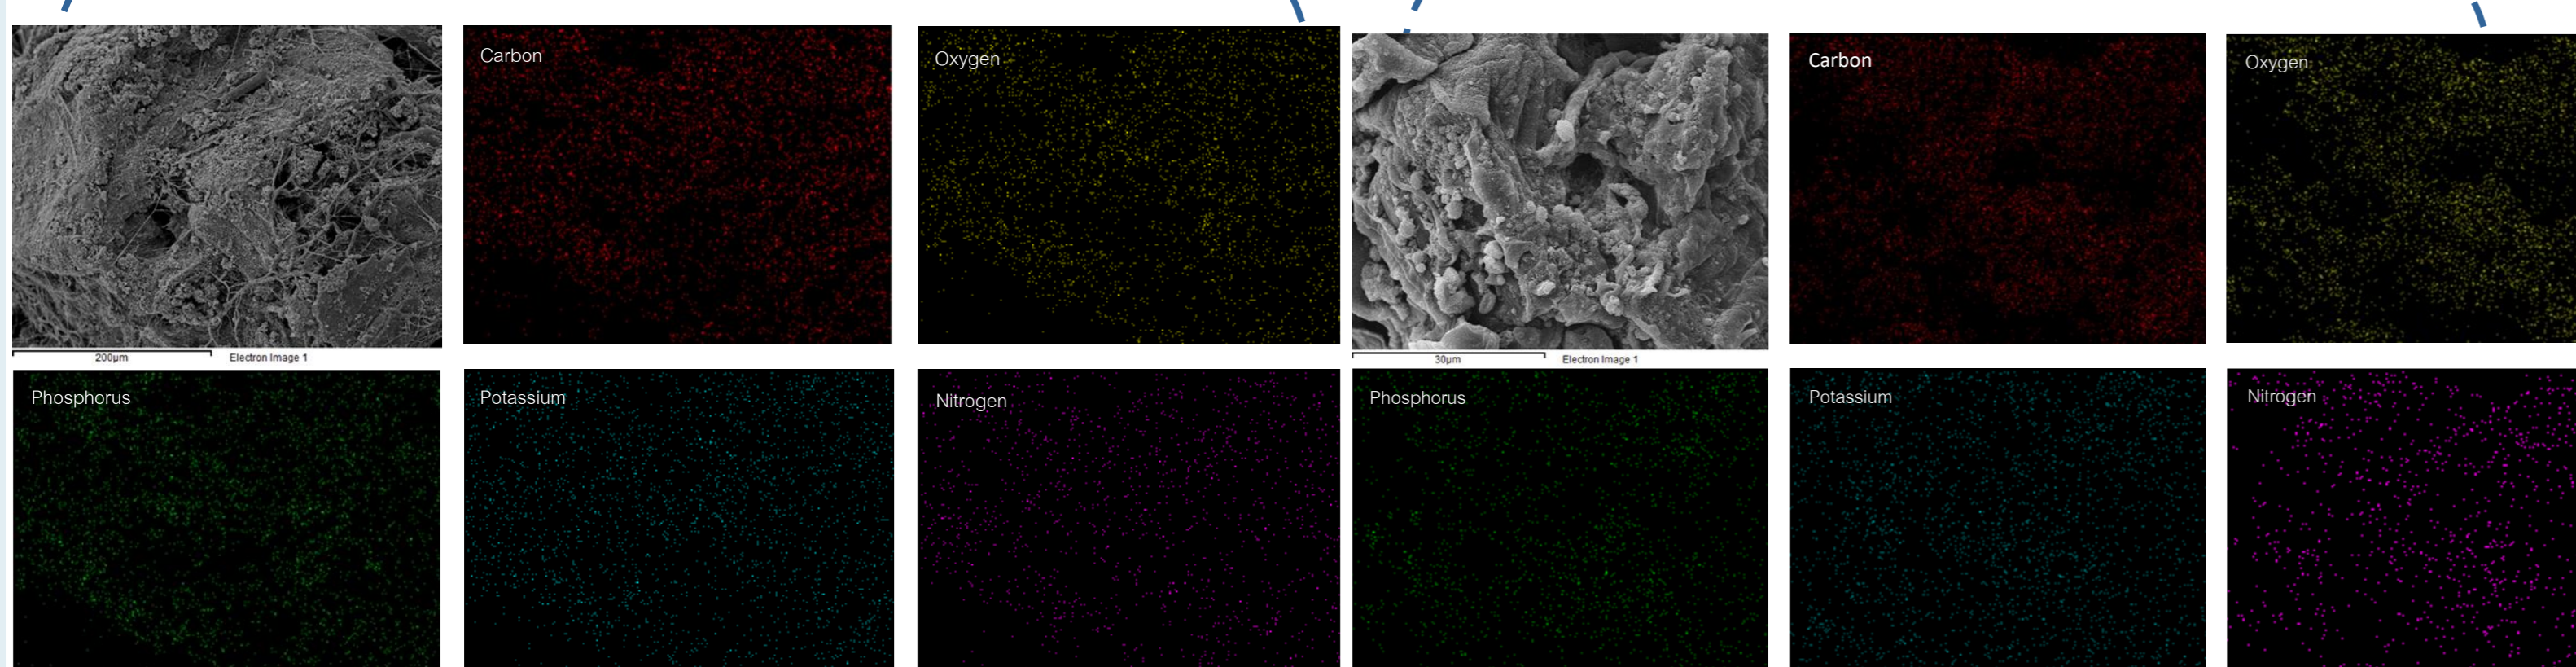 Carbon
Oxygen
Carbon
Oxygen
200µm
Electron Image 1
30µm
Electron Image 1
Phosphorus
Potassium
Nitrogen
Phosphorus
Potassium
Nitrogen